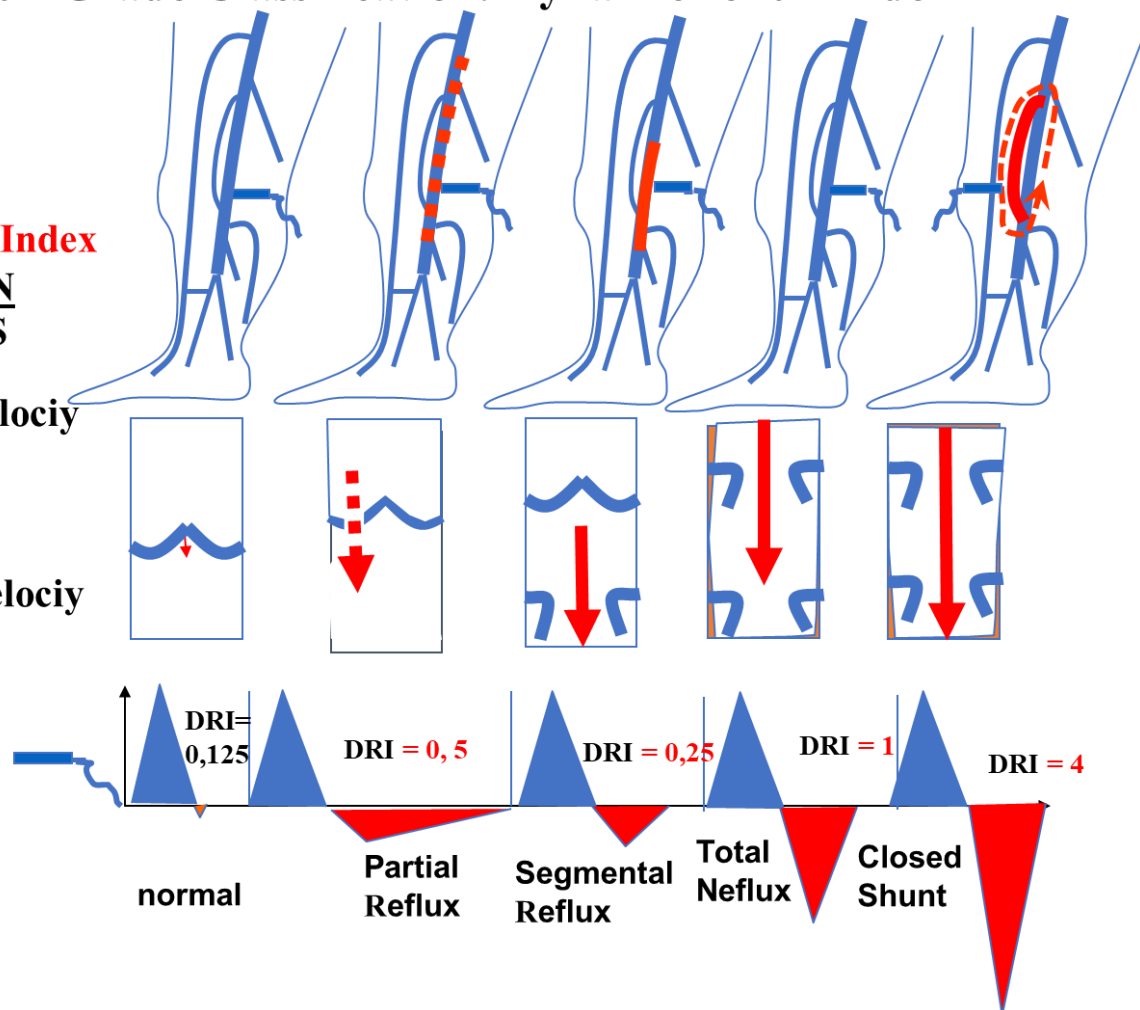 Index
N
S
lociy
elociy
DRI=
0,125
DRI = 0, 5
DRI = 0,25
DRI = 1
DRI = 4
normal
Partial
Reflux
Segmental
Reflux
Total
Neflux
Closed
Shunt